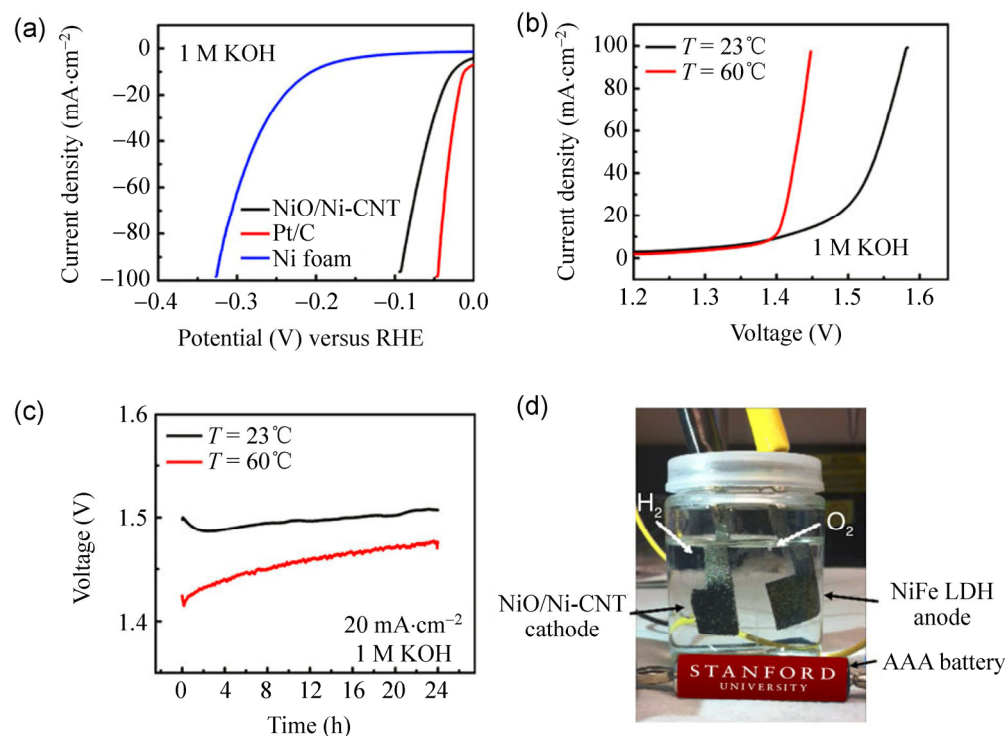 (a)
1 M KOH
Current density (mA·cm⁻²)
0
−20
−40
−60
−80
−100
NiO/Ni-CNT
Pt/C
Ni foam
−0.4
−0.3
−0.2
−0.1
0.0
Potential (V) versus RHE
(b)
T = 23℃
T = 60℃
Current density (mA·cm⁻²)
100
80
60
40
20
0
1 M KOH
1.2
1.3
1.4
1.5
1.6
Voltage (V)
(c)
T = 23℃
T = 60℃
Voltage (V)
1.6
1.5
1.4
20 mA·cm⁻²
1 M KOH
0
4
8
12
16
20
24
Time (h)
(d)
H₂
O₂
NiO/Ni-CNT
cathode
NiFe LDH
anode
AAA battery
STANFORD
UNIVERSITY